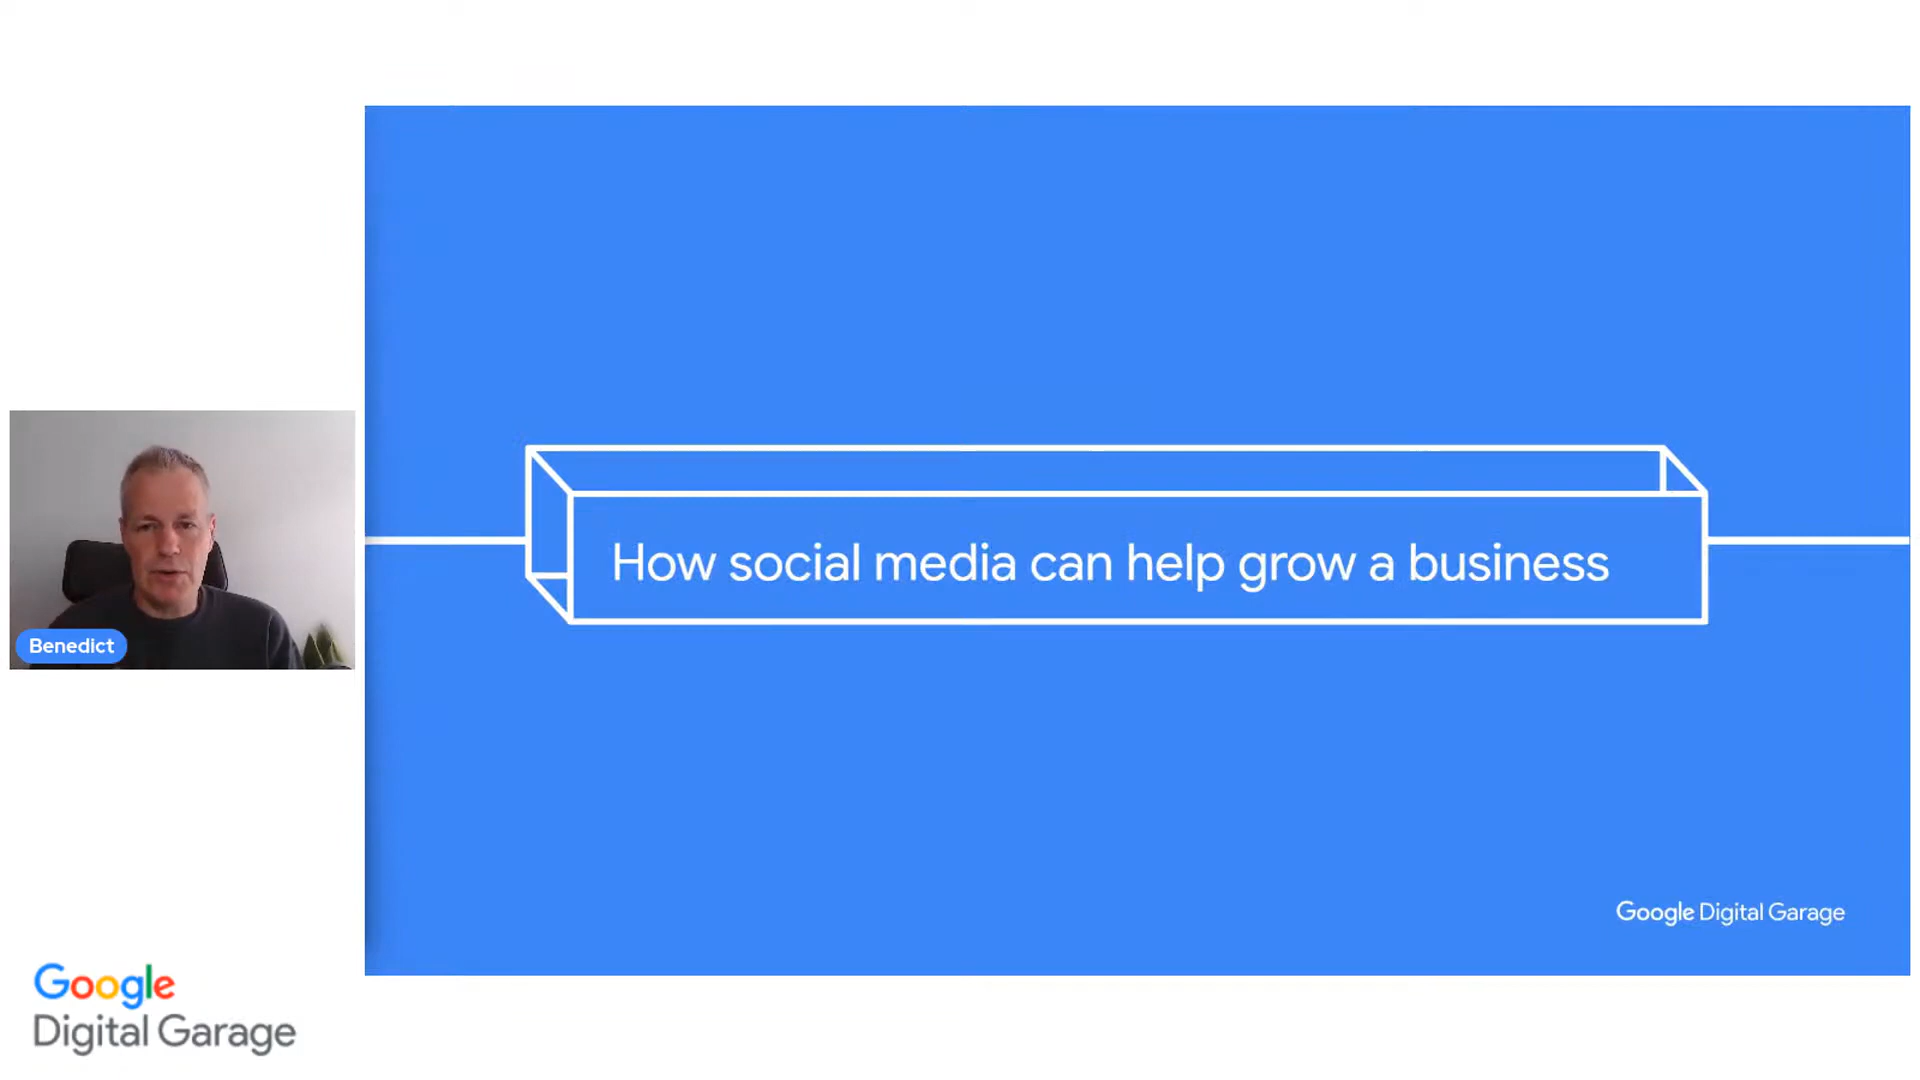 How social media can help grow a business
Benedict
Google Digital Garage
Google
Digital Garage